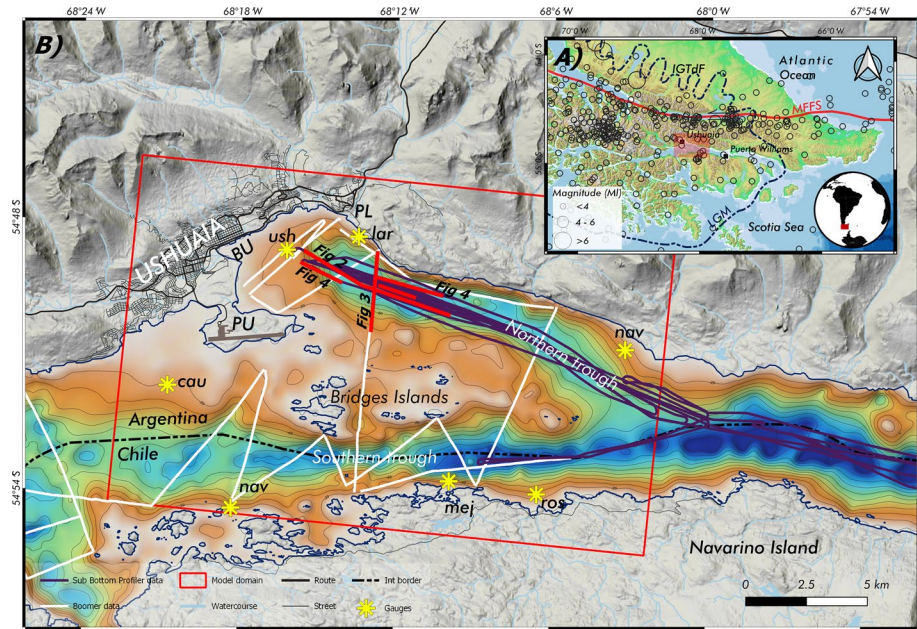 68°24 W
68°18 W
68°12 W
68°6 W
68°0 W
67°54 W
B)
A)
70°0 W
68°0 W
66°0 W
Atlantic
Ocean
IGTdF
MFFS
Ushuaia
Puerto Williams
Magnitude (Ml)
<4
4 - 6
>6
LGM
Scotia Sea
54°48 S
54°54 S
USHUAIA
BU
PL
ush
lar
PU
Fig 2
Fig 4
Fig 3
Fig 4
Northern trough
nav
cau
Bridges Islands
Argentina
Chile
Southern trough
nav
mej
ros
Navarino Island
0 2.5 5 km
Sub Bottom Profiler data
Model domain
Route
Int border
Boomer data
Watercourse
Street
Gauges